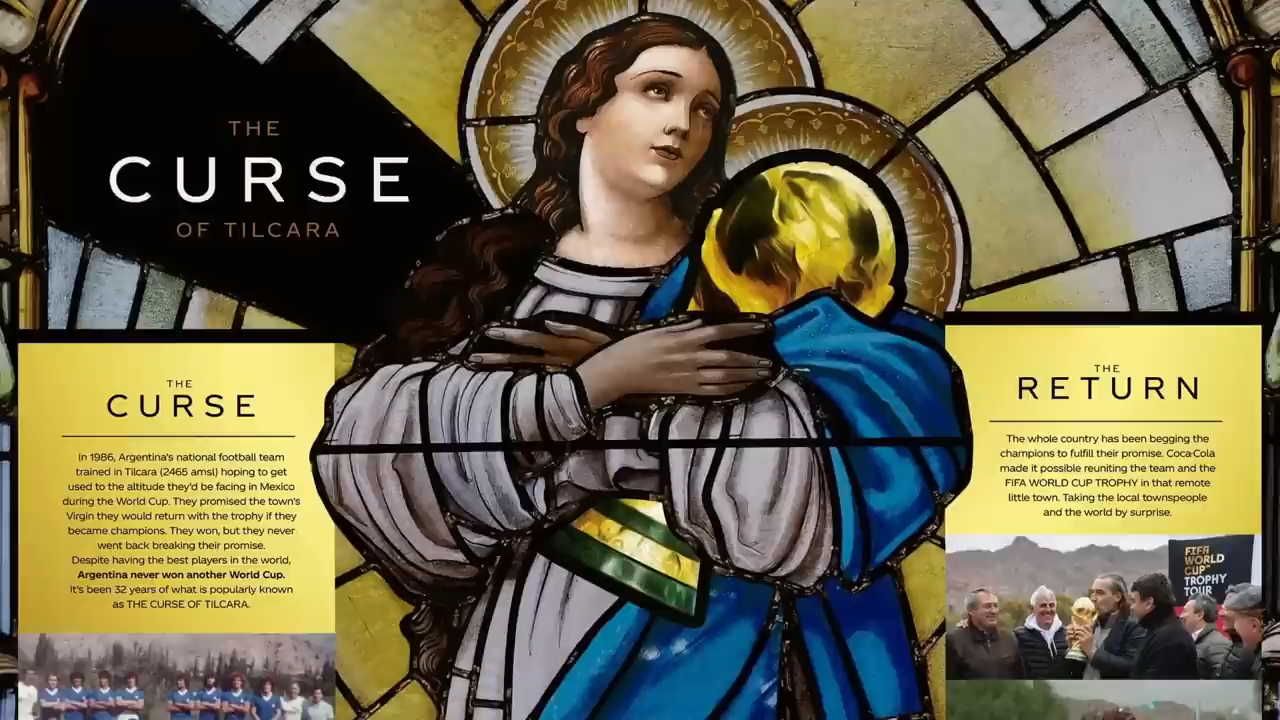 THE
CURSE
OF TILCARA
THE
CURSE
In 1986, Argentina's national football team
trained in Tilcara (2465 amsl) hoping to get
used to the altitude they'd be facing in Mexico
during the World Cup. They promised the town's
Virgin they would return with the trophy if they
became champions. They won, but they never
went back breaking their promise.
Despite having the best players in the world,
Argentina never won another World Cup.
It's been 32 years of what is popularly known
as THE CURSE OF TILCARA.
THE
RETURN
The whole country has been begging the
champions to fulfill their promise. Coca-Cola
made it possible reuniting the team and the
FIFA WORLD CUP TROPHY in that remote
little town. Taking the local townspeople
and the world by surprise.
FIFA
WORLD
CUP™
TROPHY
TOUR